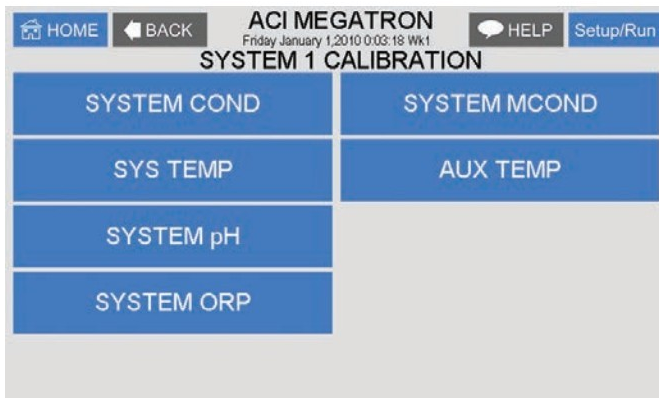 HOME
BACK
ACI MEGATRON
Friday January 1,2010 0:03:18 Wk1
HELP
Setup/Run
SYSTEM 1 CALIBRATION
SYSTEM COND
SYSTEM MCOND
SYS TEMP
AUX TEMP
SYSTEM pH
SYSTEM ORP